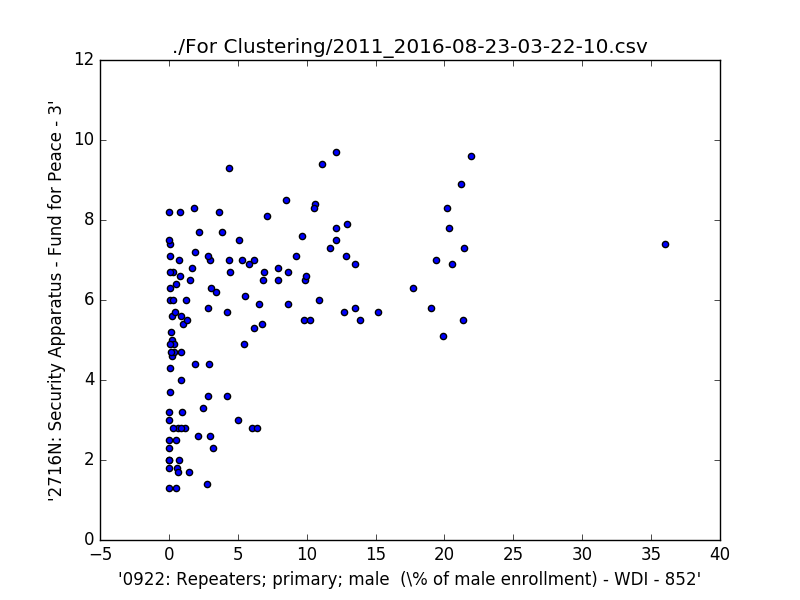 ./For Clustering/2011_2016-08-23-03-22-10.csv
12
10
8
6
4
2
0
'2716N: Security Apparatus - Fund for Peace - 3'
−5 0 5 10 15 20 25 30 35 40
'0922: Repeaters; primary; male  (\% of male enrollment) - WDI - 852'